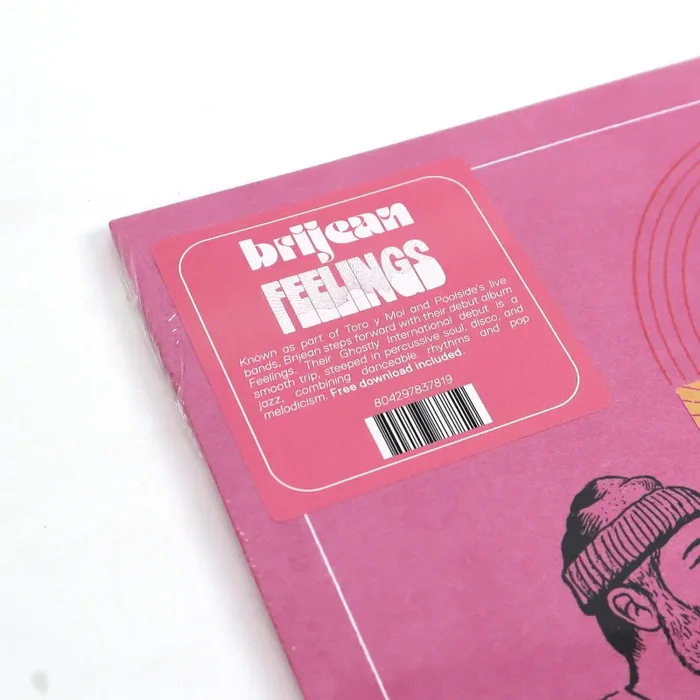 brijean
FEELINGS
Known as part of Toro y Moi and Poolside's live
bands, Brijean steps forward with their debut album
Feelings. Their Ghostly International debut is a
smooth trip, steeped in percussive soul, disco, and
jazz, combining danceable rhythms and pop
melodicism. Free download included.
804297837819